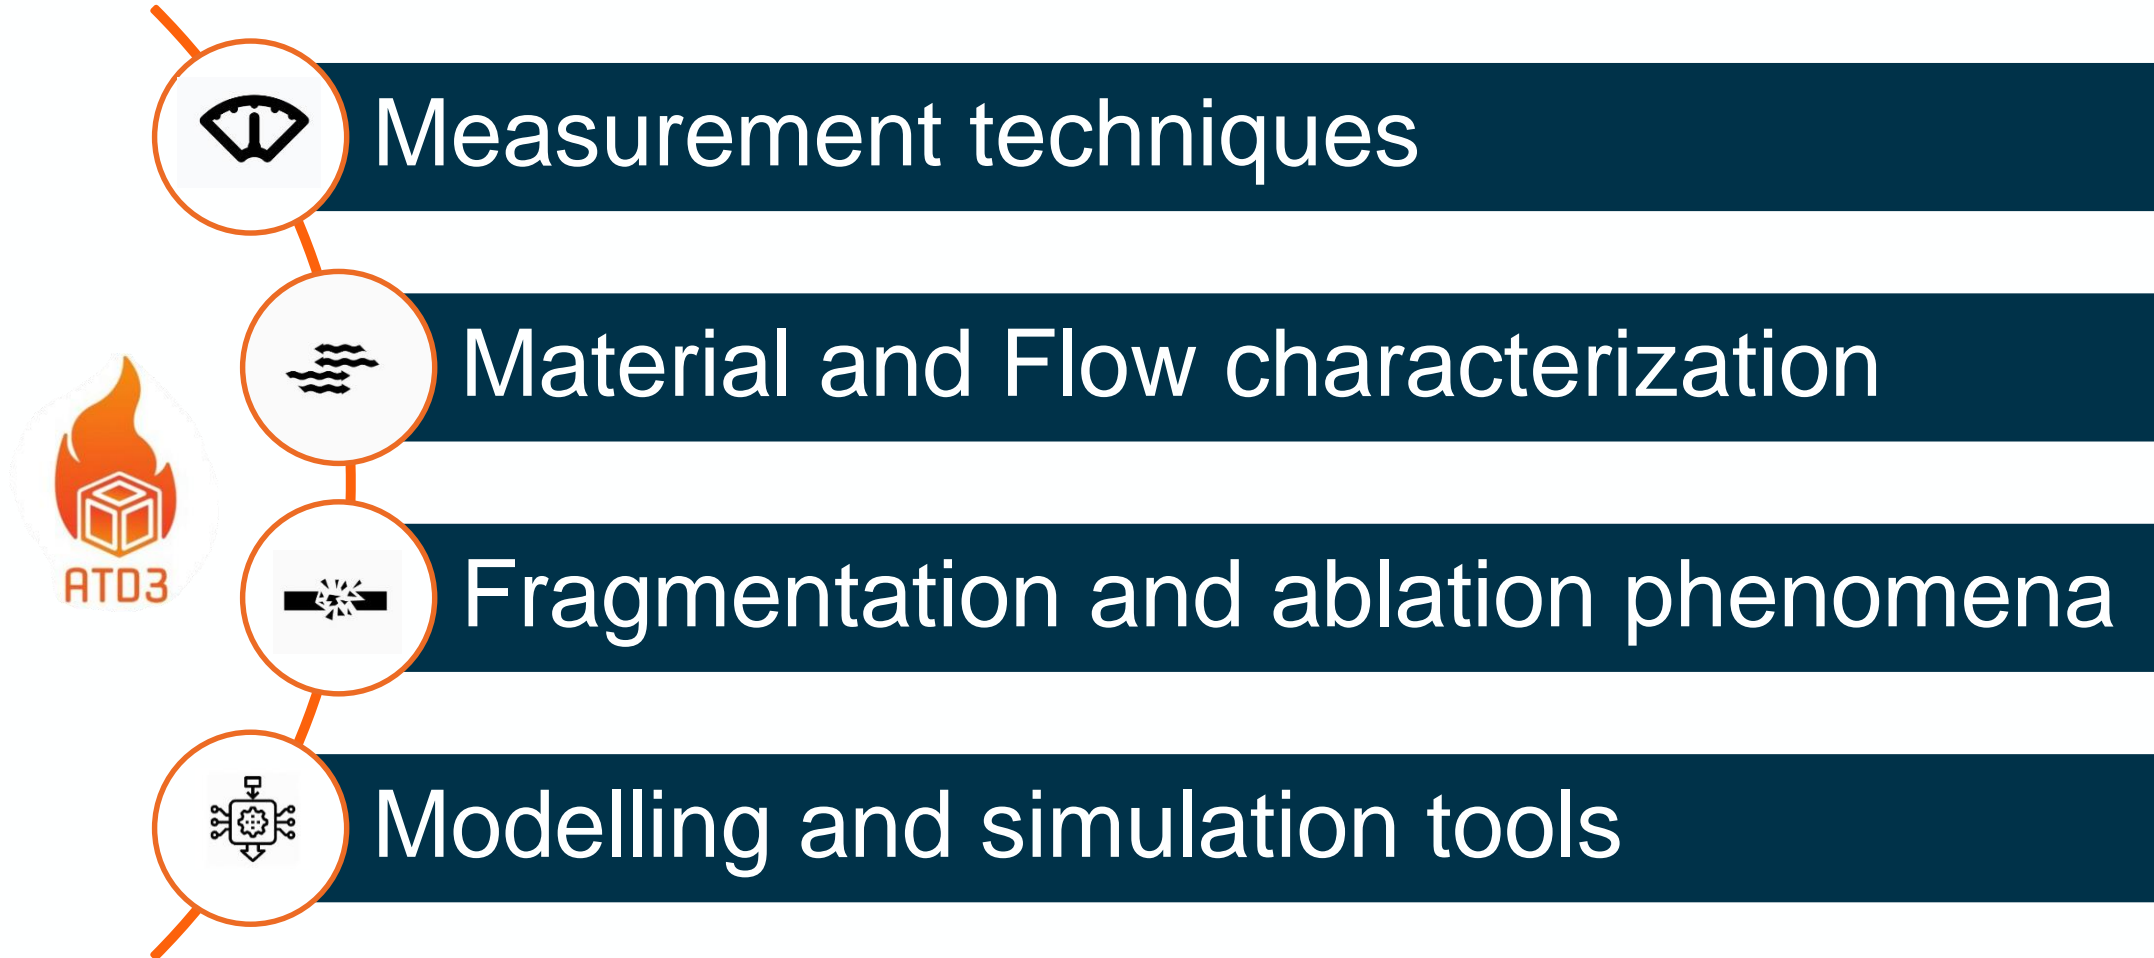 Measurement techniques
Material and Flow characterization
ATD3
Fragmentation and ablation phenomena
Modelling and simulation tools